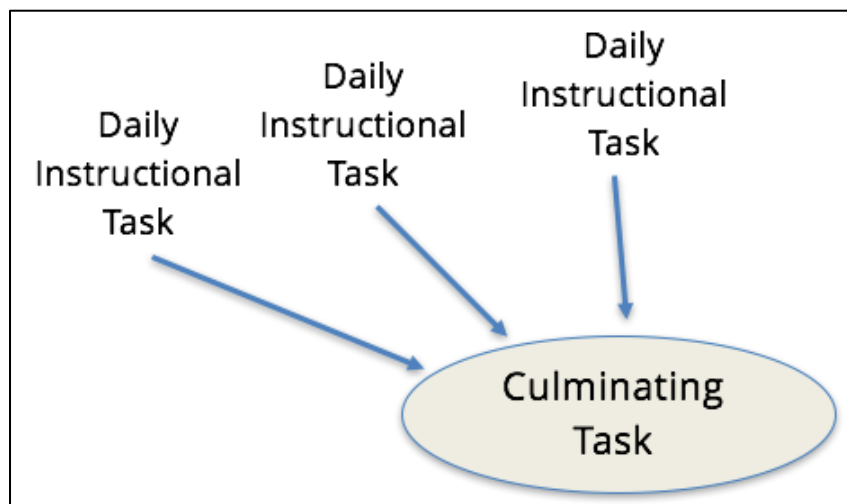 Daily
Instructional
Task
Daily
Instructional
Task
Daily
Instructional
Task
Culminating
Task